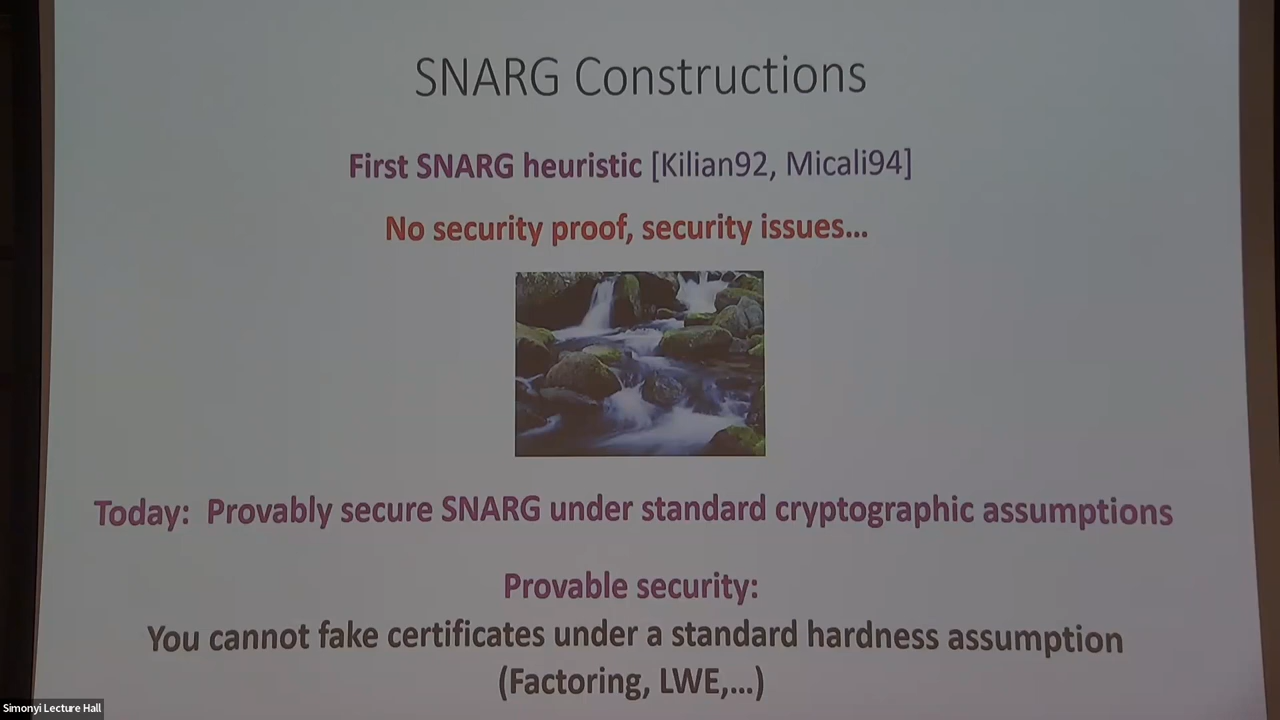 SNARG Constructions
First SNARG heuristic [Kilian92, Micali94]
No security proof, security issues...
Today: Provably secure SNARG under standard cryptographic assumptions
Provable security:
You cannot fake certificates under a standard hardness assumption
(Factoring, LWE,...)
Simonyi Lecture Hall